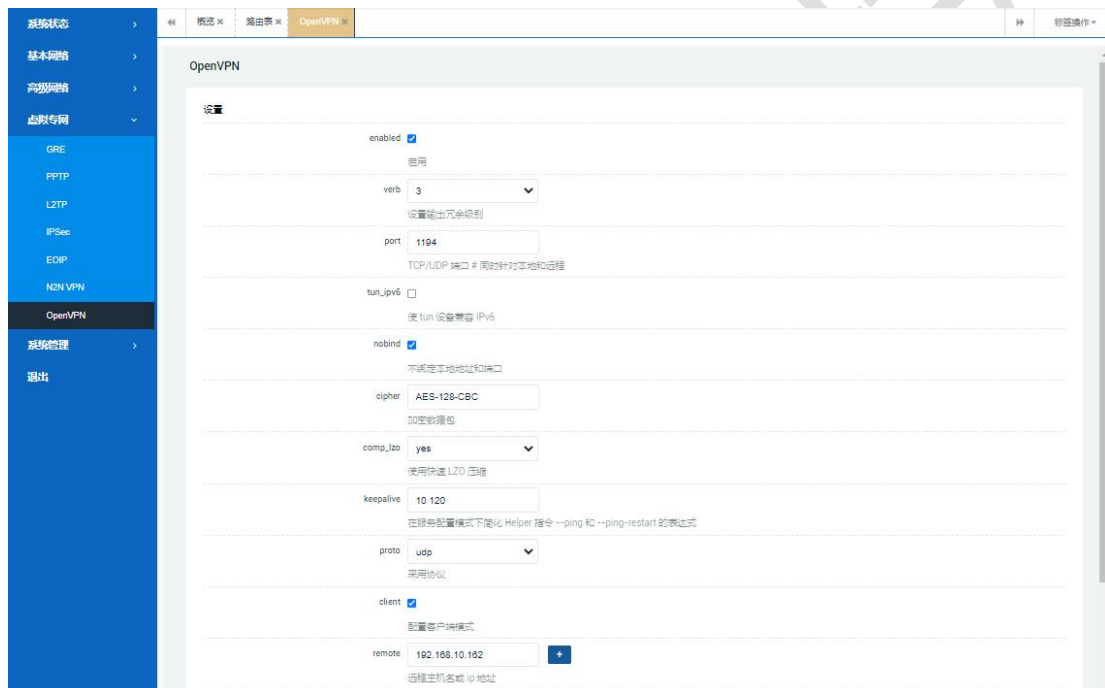 系统状态
基本网络
高级网络
虚拟专网
GRE
PPTP
L2TP
IPSec
EOIP
N2N VPN
OpenVPN
系统管理
退出
概览 路由表 OpenVPN 标签操作
OpenVPN
设置
enabled
启用
verb 3
设置输出冗余级别
port 1194
TCP/UDP 端口 # 同时针对本地和远程
tun_ipv6
使 tun 设备兼容 IPv6
nobind
不绑定本地地址和端口
cipher AES-128-CBC
加密数据包
comp_lzo yes
使用快速 LZO 压缩
keepalive 10 120
在服务配置模式下简化 Helper 指令 --ping 和 --ping-restart 的表达式
proto udp
采用协议
client
配置客户端模式
remote 192.168.10.162 +
远程主机名或 ip 地址